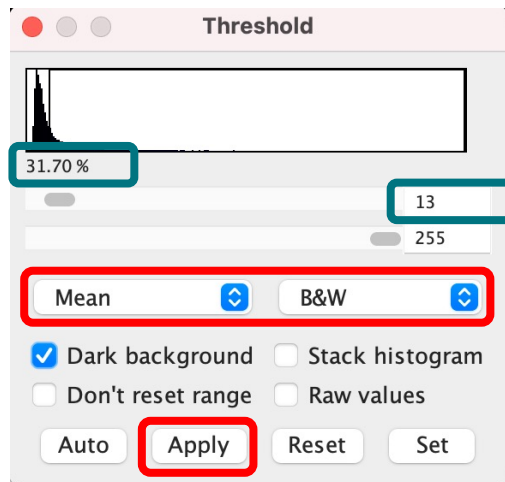 Threshold
31.70 %
13
255
Mean B&W
Dark background Stack histogram
Don't reset range Raw values
Auto Apply Reset Set